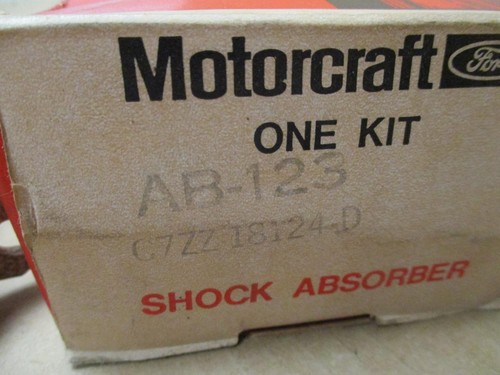 Motorcraft Ford
ONE KIT
AB-123
C7ZZ 18124-D
SHOCK ABSORBER